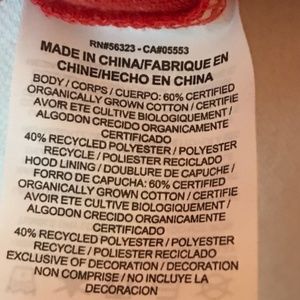 RN#56323 - CA#05553
MADE IN CHINA/FABRIQUE EN
CHINE/HECHO EN CHINA
BODY / CORPS / CUERPO: 60% CERTIFIED
ORGANICALLY GROWN COTTON / CERTIFIE
AVOIR ETE CULTIVE BIOLOGIQUEMENT /
ALGODON CRECIDO ORGANICAMENTE
CERTIFICADO
40% RECYCLED POLYESTER / POLYESTER
RECYCLE / POLIESTER RECICLADO
HOOD LINING / DOUBLURE DE CAPUCHE /
FORRO DE CAPUCHA: 60% CERTIFIED
ORGANICALLY GROWN COTTON / CERTIFIE
AVOIR ETE CULTIVE BIOLOGIQUEMENT /
ALGODON CRECIDO ORGANICAMENTE
CERTIFICADO
40% RECYCLED POLYESTER / POLYESTER
RECYCLE / POLIESTER RECICLADO
EXCLUSIVE OF DECORATION / DECORATION
NON COMPRISE / NO INCLUYE LA
DECORACION